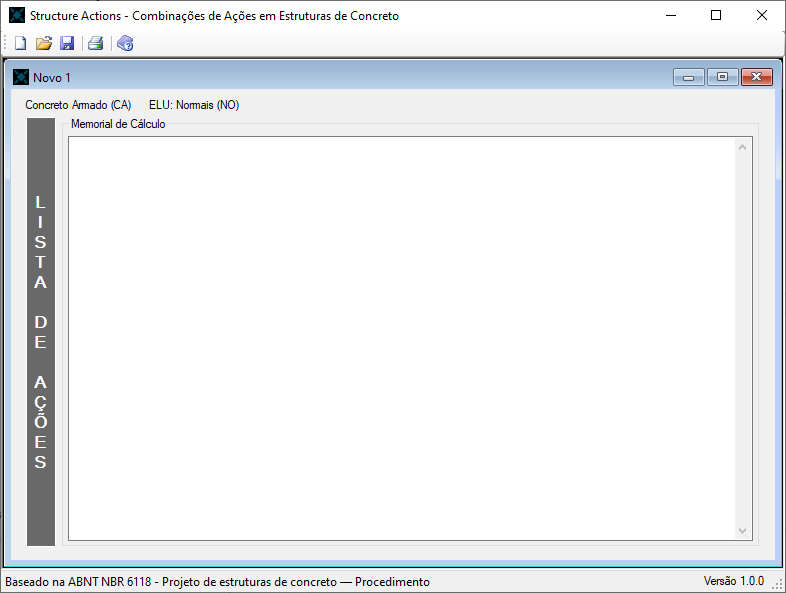 Structure Actions - Combinações de Ações em Estruturas de Concreto
Novo 1
Concreto Armado (CA) ELU: Normais (NO)
Memorial de Cálculo
LISTA DE AÇÕES
Baseado na ABNT NBR 6118 - Projeto de estruturas de concreto — Procedimento
Versão 1.0.0